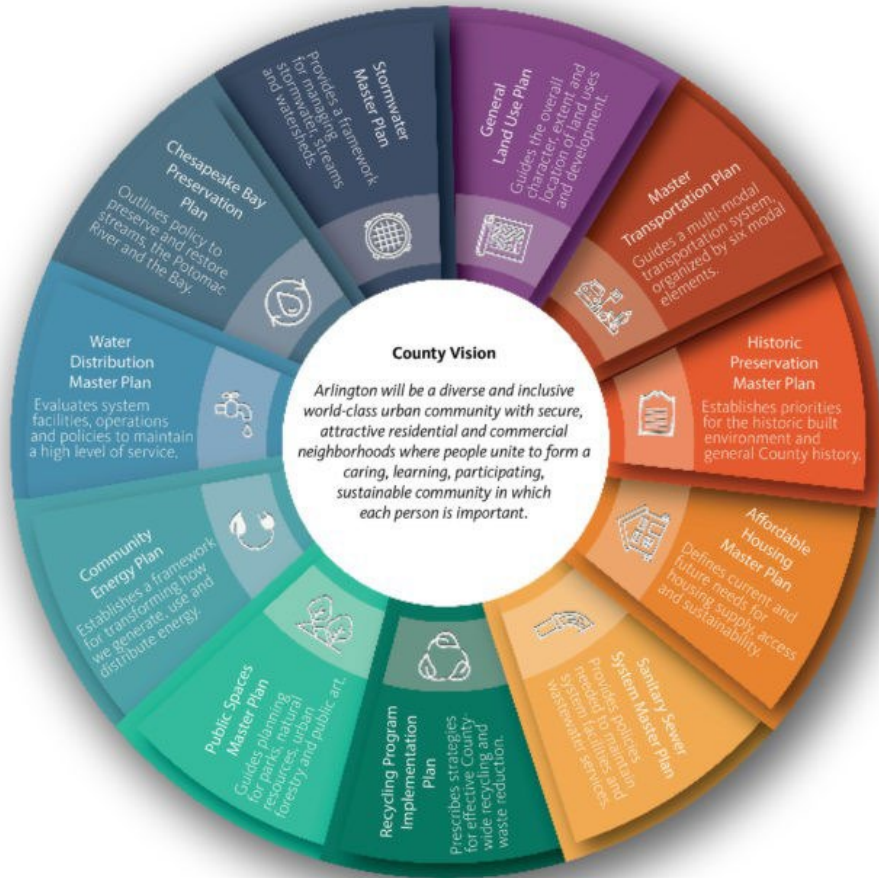 General
Land Use Plan
Guides the overall
character, extent and
location of land uses
and development.
Master
Transportation Plan
Guides a multi-modal
transportation system,
organized by six modal
elements.
Historic
Preservation
Master Plan
Establishes priorities
for the historic built
environment and
general County history.
Affordable
Housing
Master Plan
Defines current and
future needs for
housing supply, access
and sustainability.
Sanitary Sewer
System Master Plan
Provides policies
needed to maintain
system facilities and
wastewater services.
Recycling Program
Implementation
Plan
Prescribes strategies
for effective County-
wide recycling and
waste reduction.
Public Spaces
Master Plan
Guides planning
for parks, natural
resources, urban
forestry and public art.
Community
Energy Plan
Establishes a framework
for transforming how
we generate, use and
distribute energy.
Water
Distribution
Master Plan
Evaluates system
facilities, operations
and policies to maintain
a high level of service.
Chesapeake Bay
Preservation
Plan
Outlines policy to
preserve and restore
streams, the Potomac
River and the Bay.
Stormwater
Master Plan
Provides a framework
for managing
stormwater, streams
and watersheds.
County Vision
Arlington will be a diverse and inclusive
world-class urban community with secure,
attractive residential and commercial
neighborhoods where people unite to form a
caring, learning, participating,
sustainable community in which
each person is important.